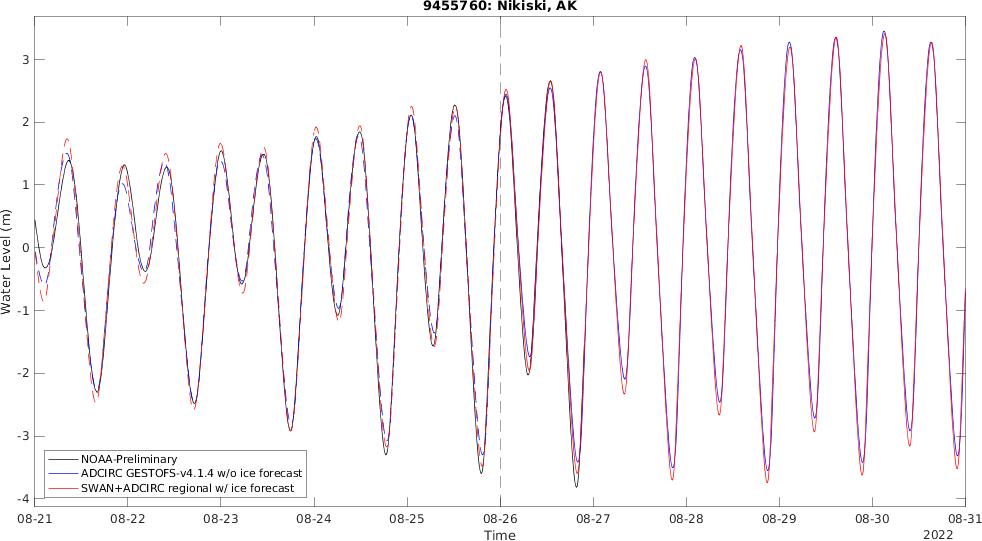 9455760: Nikiski, AK
Water Level (m)
3
2
1
0
-1
-2
-3
-4
NOAA-Preliminary
ADCIRC GESTOFS-v4.1.4 w/o ice forecast
SWAN+ADCIRC regional w/ ice forecast
08-21 08-22 08-23 08-24 08-25 08-26 08-27 08-28 08-29 08-30 08-31
Time
2022